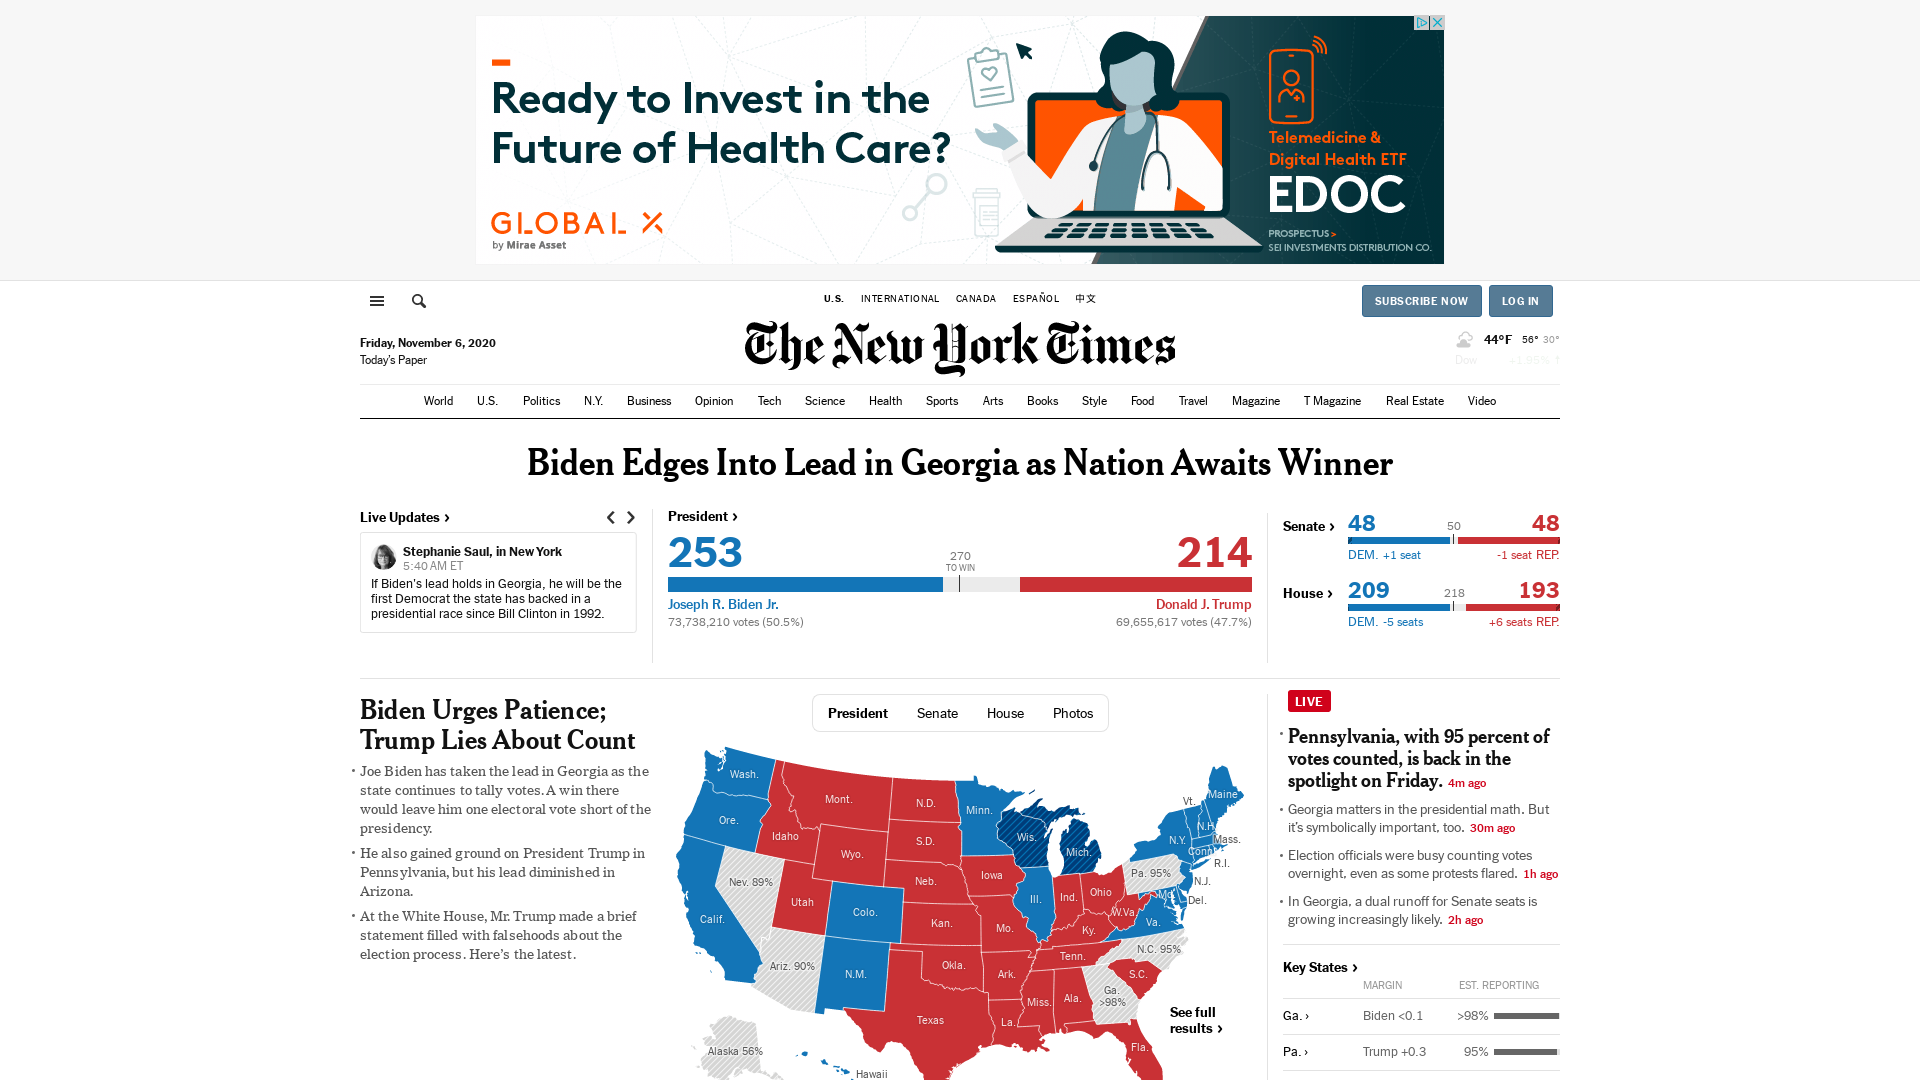 Ready to Invest in the
Future of Health Care?
GLOBAL X
by Mirae Asset
Telemedicine &
Digital Health ETF
EDOC
PROSPECTUS >
SEI INVESTMENTS DISTRIBUTION CO.
U.S. INTERNATIONAL CANADA ESPAÑOL 中文
SUBSCRIBE NOW LOG IN
Friday, November 6, 2020
Today's Paper
The New York Times
44°F 56° 30°
Dow +1.95% ↑
World U.S. Politics N.Y. Business Opinion Tech Science Health Sports Arts Books Style Food Travel Magazine T Magazine Real Estate Video
Biden Edges Into Lead in Georgia as Nation Awaits Winner
Live Updates ›
Stephanie Saul, in New York
5:40 AM ET
If Biden's lead holds in Georgia, he will be the
first Democrat the state has backed in a
presidential race since Bill Clinton in 1992.
President ›
253 270 214
TO WIN
Joseph R. Biden Jr. Donald J. Trump
73,738,210 votes (50.5%) 69,655,617 votes (47.7%)
Senate › 48 50 48
DEM. +1 seat -1 seat REP.
House › 209 218 193
DEM. -5 seats +6 seats REP.
Biden Urges Patience;
Trump Lies About Count
• Joe Biden has taken the lead in Georgia as the
state continues to tally votes. A win there
would leave him one electoral vote short of the
presidency.
• He also gained ground on President Trump in
Pennsylvania, but his lead diminished in
Arizona.
• At the White House, Mr. Trump made a brief
statement filled with falsehoods about the
election process. Here's the latest.
President Senate House Photos
Wash.
Mont.
N.D.
Minn.
Vt.
Maine
Ore.
Idaho
S.D.
Wis.
N.H.
Mass.
Wyo.
Mich.
N.Y.
Conn.
R.I.
Nev. 89%
Neb.
Iowa
Pa. 95%
N.J.
Utah
Colo.
Ill.
Ind.
Ohio
Md.
Del.
Calif.
Kan.
Mo.
W.Va.
Ky.
Va.
N.C. 95%
Ariz. 90%
N.M.
Okla.
Ark.
Tenn.
S.C.
Texas
La.
Miss.
Ala.
Ga.
>98%
Fla.
Alaska 56%
Hawaii
See full
results ›
LIVE
• Pennsylvania, with 95 percent of
votes counted, is back in the
spotlight on Friday. 4m ago
• Georgia matters in the presidential math. But
it's symbolically important, too. 30m ago
• Election officials were busy counting votes
overnight, even as some protests flared. 1h ago
• In Georgia, a dual runoff for Senate seats is
growing increasingly likely. 2h ago
Key States ›
MARGIN EST. REPORTING
Ga. › Biden <0.1 >98%
Pa. › Trump +0.3 95%